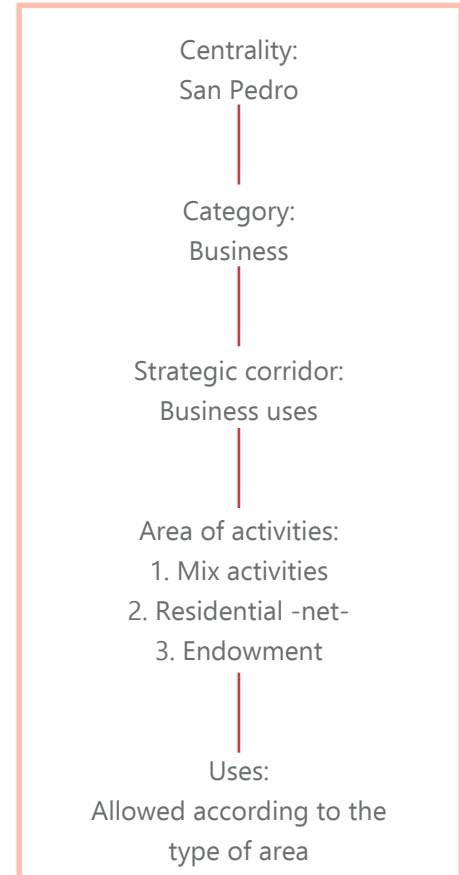 Centrality:
San Pedro
Category:
Business
Strategic corridor:
Business uses
Area of activities:
1. Mix activities
2. Residential -net-
3. Endowment
Uses:
Allowed according to the
type of area